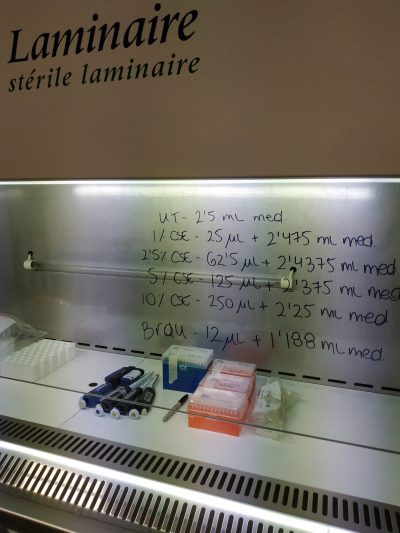 Laminaire
stérile laminaire
UT - 2'5 mL med
1% CSE - 25 µL + 2'475 mL med.
2'5% CSE - 62'5 µL + 2'4375 mL med.
5% CSE - 125 µL + 2'375 mL med
10% CSE - 250 µL + 2'25 mL med.
BrdU - 12 µL + 1'188 mL med.